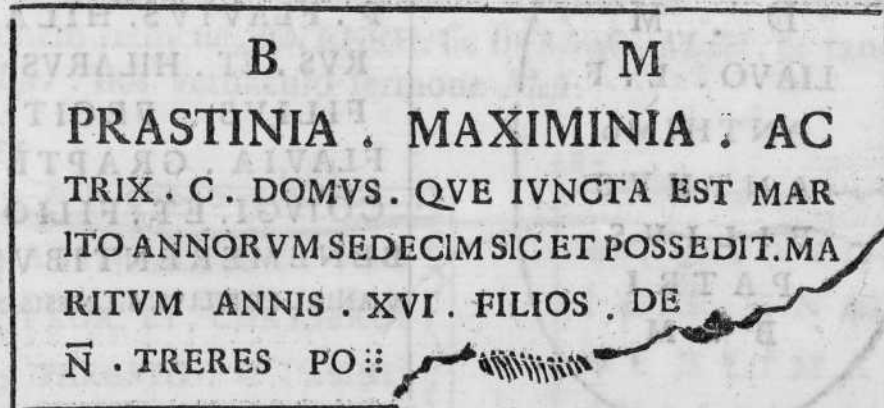 B M
PRASTINIA . MAXIMINIA . AC
TRIX . C . DOMVS . QVE IVNCTA EST MAR
ITO ANNORVM SEDECIM SIC ET POSSEDIT. MA
RITVM ANNIS . XVI . FILIOS . DE
N̅ . TRERES PO